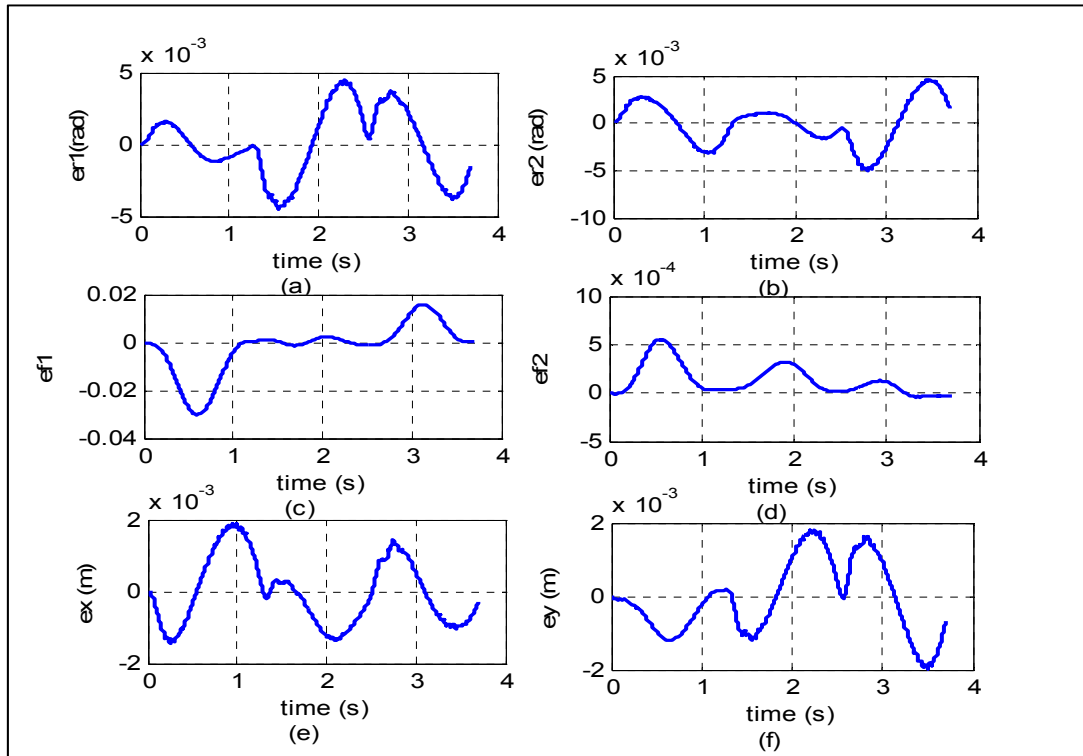 x 10-3
5
0
-5
er1(rad)
0 1 2 3 4
time (s)
(a)
x 10-3
5
0
-5
-10
er2 (rad)
0 1 2 3 4
time (s)
(b)
0.02
0
-0.02
-0.04
ef1
0 1 2 3 4
time (s)
(c)
x 10-4
10
5
0
-5
ef2
0 1 2 3 4
time (s)
(d)
x 10-3
2
0
-2
ex (m)
0 1 2 3 4
time (s)
(e)
x 10-3
2
0
-2
ey (m)
0 1 2 3 4
time (s)
(f)